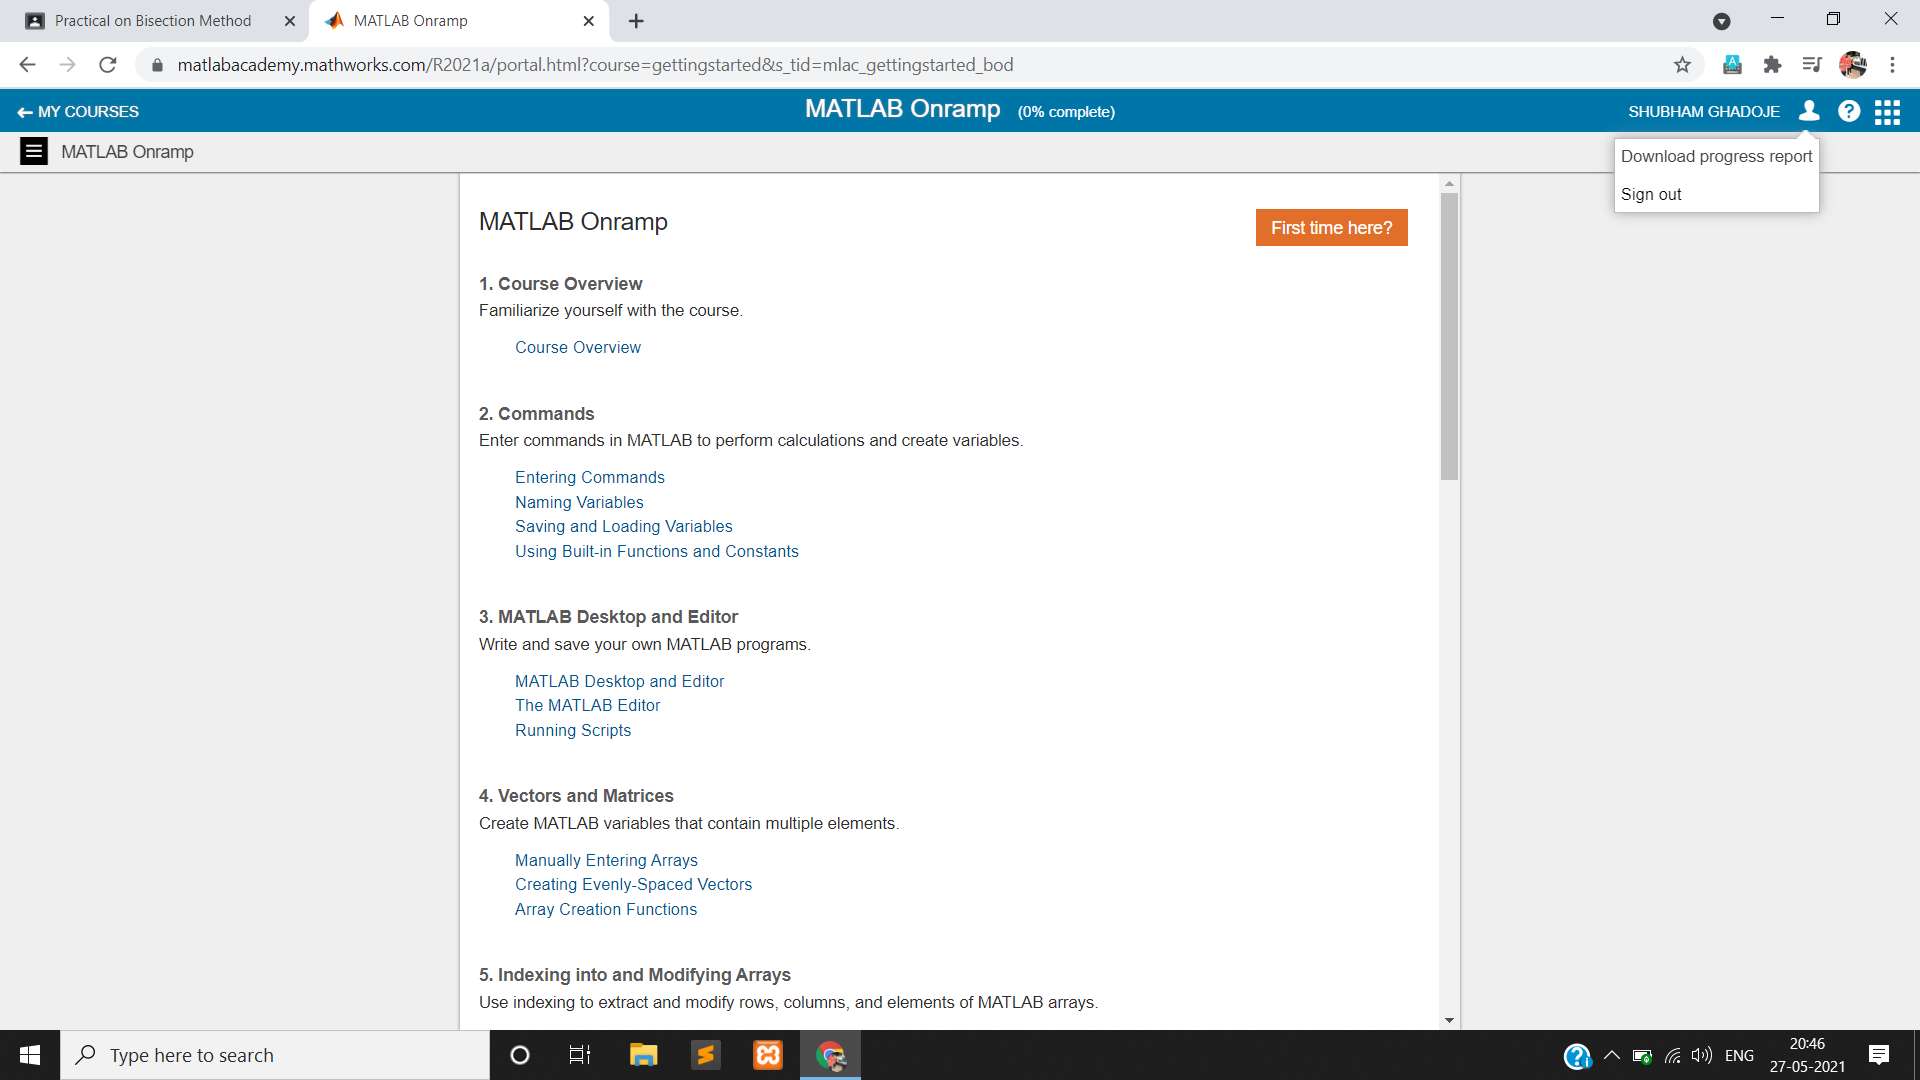 Practical on Bisection Method
MATLAB Onramp
matlabacademy.mathworks.com/R2021a/portal.html?course=gettingstarted&s_tid=mlac_gettingstarted_bod
MY COURSES
MATLAB Onramp (0% complete)
SHUBHAM GHADOJE
MATLAB Onramp
Download progress report
Sign out
MATLAB Onramp
First time here?
1. Course Overview
Familiarize yourself with the course.
Course Overview
2. Commands
Enter commands in MATLAB to perform calculations and create variables.
Entering Commands
Naming Variables
Saving and Loading Variables
Using Built-in Functions and Constants
3. MATLAB Desktop and Editor
Write and save your own MATLAB programs.
MATLAB Desktop and Editor
The MATLAB Editor
Running Scripts
4. Vectors and Matrices
Create MATLAB variables that contain multiple elements.
Manually Entering Arrays
Creating Evenly-Spaced Vectors
Array Creation Functions
5. Indexing into and Modifying Arrays
Use indexing to extract and modify rows, columns, and elements of MATLAB arrays.
Type here to search
ENG
20:46
27-05-2021